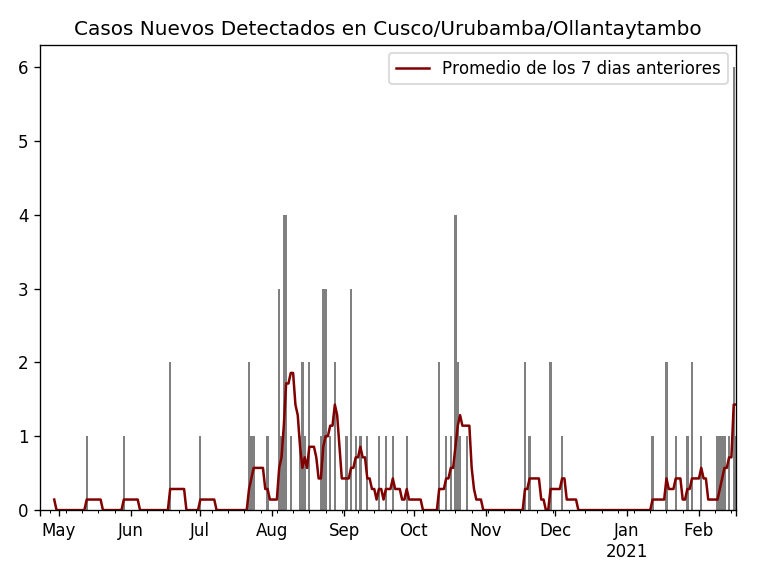 Casos Nuevos Detectados en Cusco/Urubamba/Ollantaytambo
Promedio de los 7 dias anteriores
6
5
4
3
2
1
0
May Jun Jul Aug Sep Oct Nov Dec Jan Feb
2021